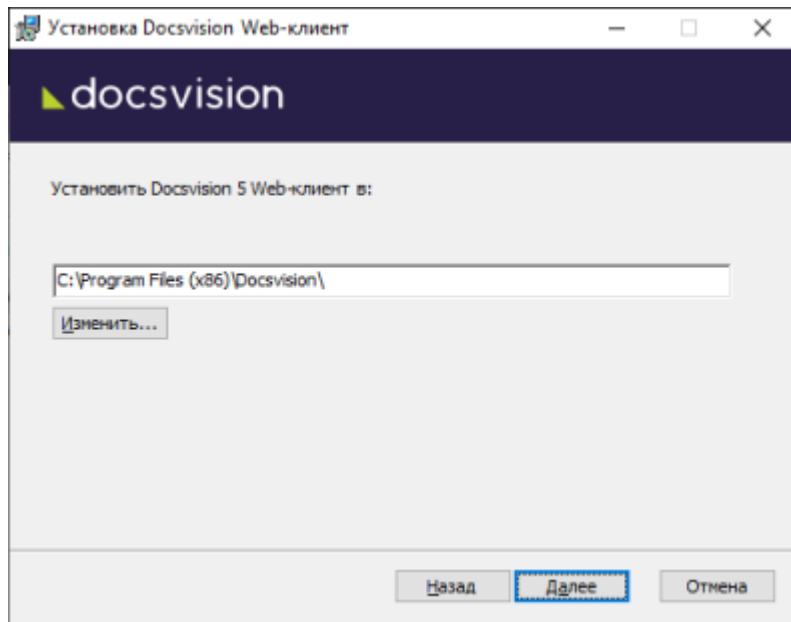 Установка Docsvision Web-клиент
docsvision
Установить Docsvision 5 Web-клиент в:
C:\Program Files (x86)\Docsvision\
Изменить...
Назад Далее Отмена